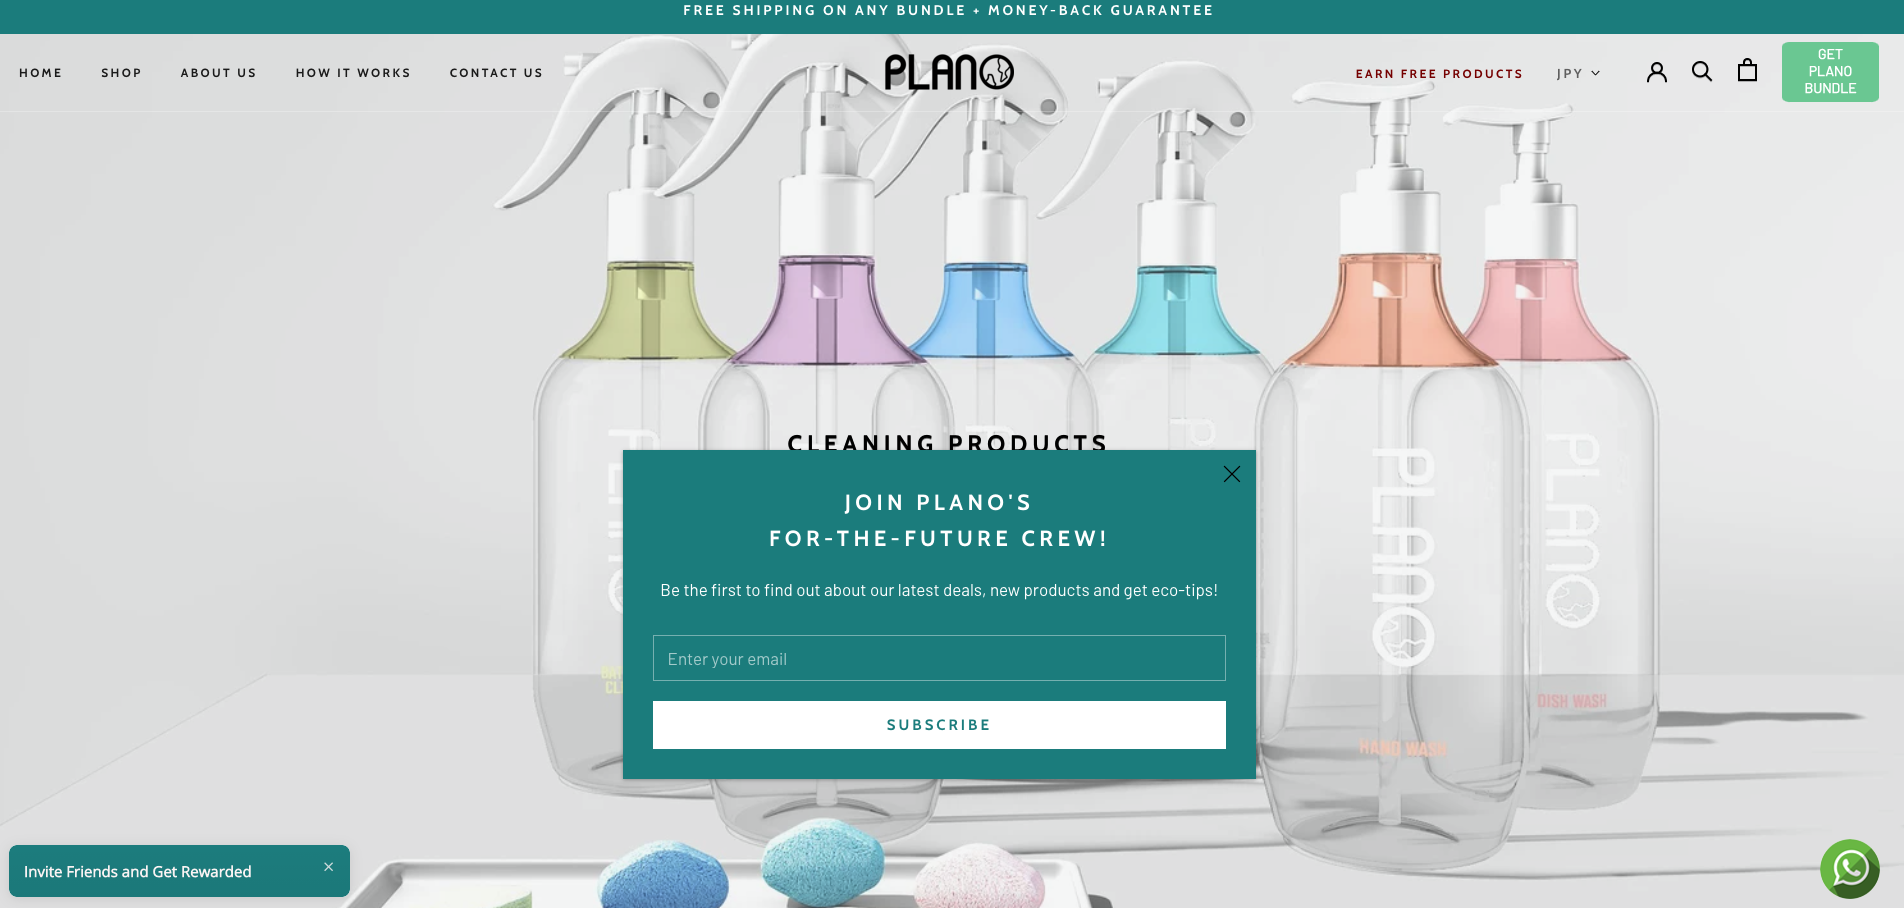 FREE SHIPPING ON ANY BUNDLE + MONEY-BACK GUARANTEE
HOME SHOP ABOUT US HOW IT WORKS CONTACT US
PLANO
EARN FREE PRODUCTS
JPY
GET
PLANO
BUNDLE
CLEANING PRODUCTS
JOIN PLANO'S
FOR-THE-FUTURE CREW!
Be the first to find out about our latest deals, new products and get eco-tips!
Enter your email
SUBSCRIBE
PLANO
HAND WASH
PLANO
DISH WASH
Invite Friends and Get Rewarded